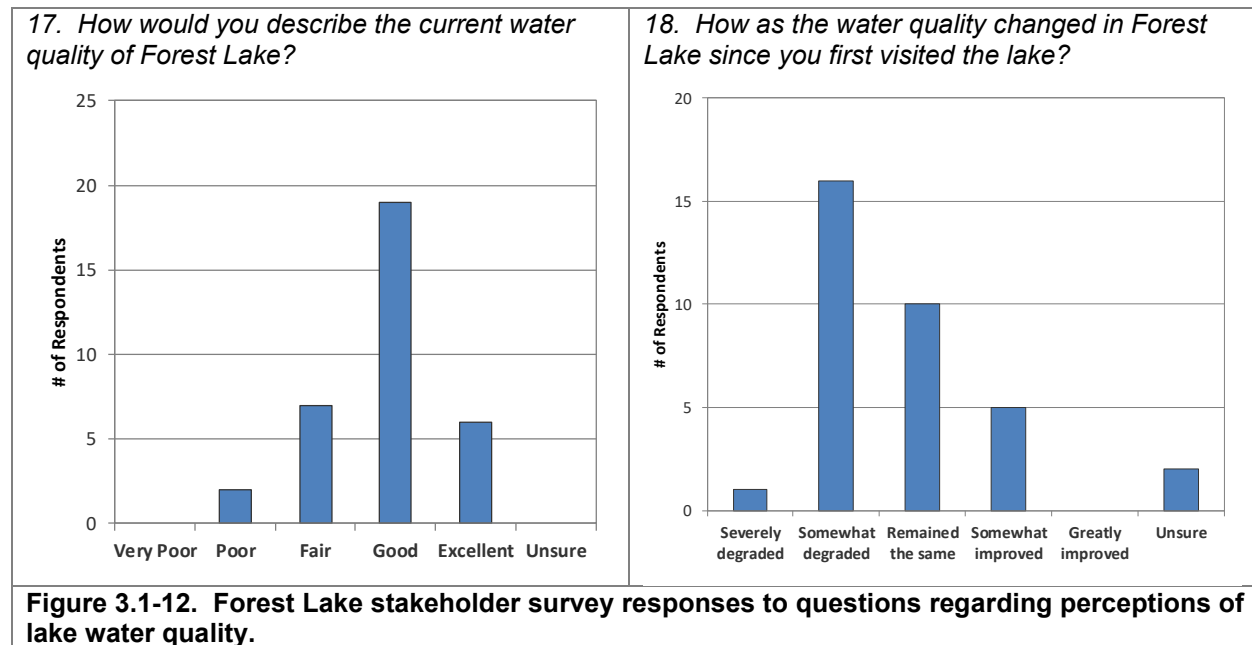 17. How would you describe the current water
quality of Forest Lake?
25
20
15
10
5
0
# of Respondents
Very Poor Poor Fair Good Excellent Unsure
18. How as the water quality changed in Forest
Lake since you first visited the lake?
20
15
10
5
0
# of Respondents
Severely Somewhat Remained Somewhat Greatly Unsure
degraded degraded the same improved improved
Figure 3.1-12. Forest Lake stakeholder survey responses to questions regarding perceptions of
lake water quality.